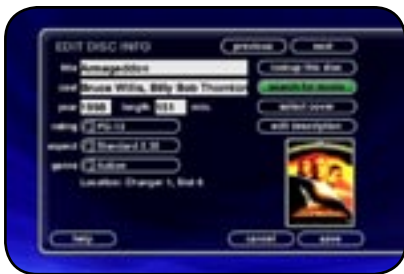 EDIT DISC INFO
previous
next
title Armageddon
lookup this disc
cast Bruce Willis, Billy Bob Thornton
search for movie
year 1998 length 151 min.
select cover
rating PG-13
edit description
aspect Standard
genre Action
Location: Changer 1, Slot 6
help
cancel
save